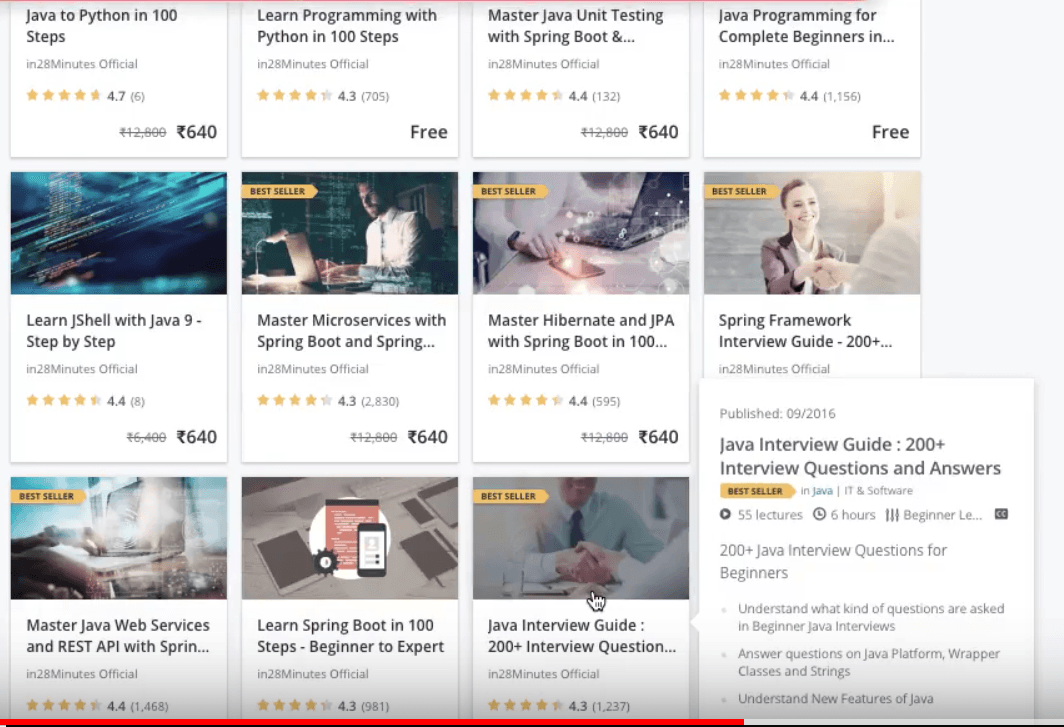 Java to Python in 100
Steps
in28Minutes Official
4.7 (6)
₹12,800 ₹640
Learn Programming with
Python in 100 Steps
in28Minutes Official
4.3 (705)
Free
Master Java Unit Testing
with Spring Boot &...
in28Minutes Official
4.4 (132)
₹12,800 ₹640
Java Programming for
Complete Beginners in...
in28Minutes Official
4.4 (1,156)
Free
Learn JShell with Java 9 -
Step by Step
in28Minutes Official
4.4 (8)
₹6,400 ₹640
BEST SELLER
Master Microservices with
Spring Boot and Spring...
in28Minutes Official
4.3 (2,830)
₹12,800 ₹640
BEST SELLER
Master Hibernate and JPA
with Spring Boot in 100...
in28Minutes Official
4.4 (595)
₹12,800 ₹640
BEST SELLER
Spring Framework
Interview Guide - 200+...
in28Minutes Official
BEST SELLER
Master Java Web Services
and REST API with Sprin...
in28Minutes Official
4.4 (1,468)
Learn Spring Boot in 100
Steps - Beginner to Expert
in28Minutes Official
4.3 (981)
BEST SELLER
Java Interview Guide :
200+ Interview Question...
in28Minutes Official
4.3 (1,237)
Published: 09/2016
Java Interview Guide : 200+
Interview Questions and Answers
BEST SELLER in Java | IT & Software
55 lectures 6 hours Beginner Le... CC
200+ Java Interview Questions for
Beginners
Understand what kind of questions are asked
in Beginner Java Interviews
Answer questions on Java Platform, Wrapper
Classes and Strings
Understand New Features of Java